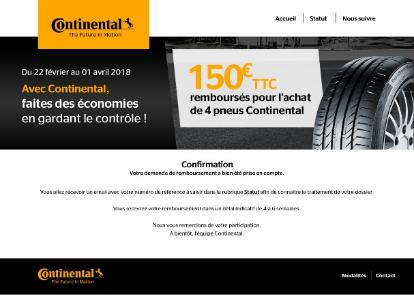 Continental
The Future in Motion
Accueil Statut Nous suivre
Du 22 février au 01 avril 2018
Avec Continental,
faites des économies
en gardant le contrôle !
150€ TTC
remboursés pour l'achat
de 4 pneus Continental
Confirmation
Votre demande de remboursement a bien été prise en compte.
Vous allez recevoir un email avec votre numéro de référence à saisir dans la rubrique Statut afin de connaitre le traitement de votre dossier.
Vous recevrez votre remboursement dans un délai indicatif de 4 à 6 semaines.
Nous vous remercions de votre participation.
A bientôt, l'équipe Continental.
Continental
The Future in Motion
Modalités Contact